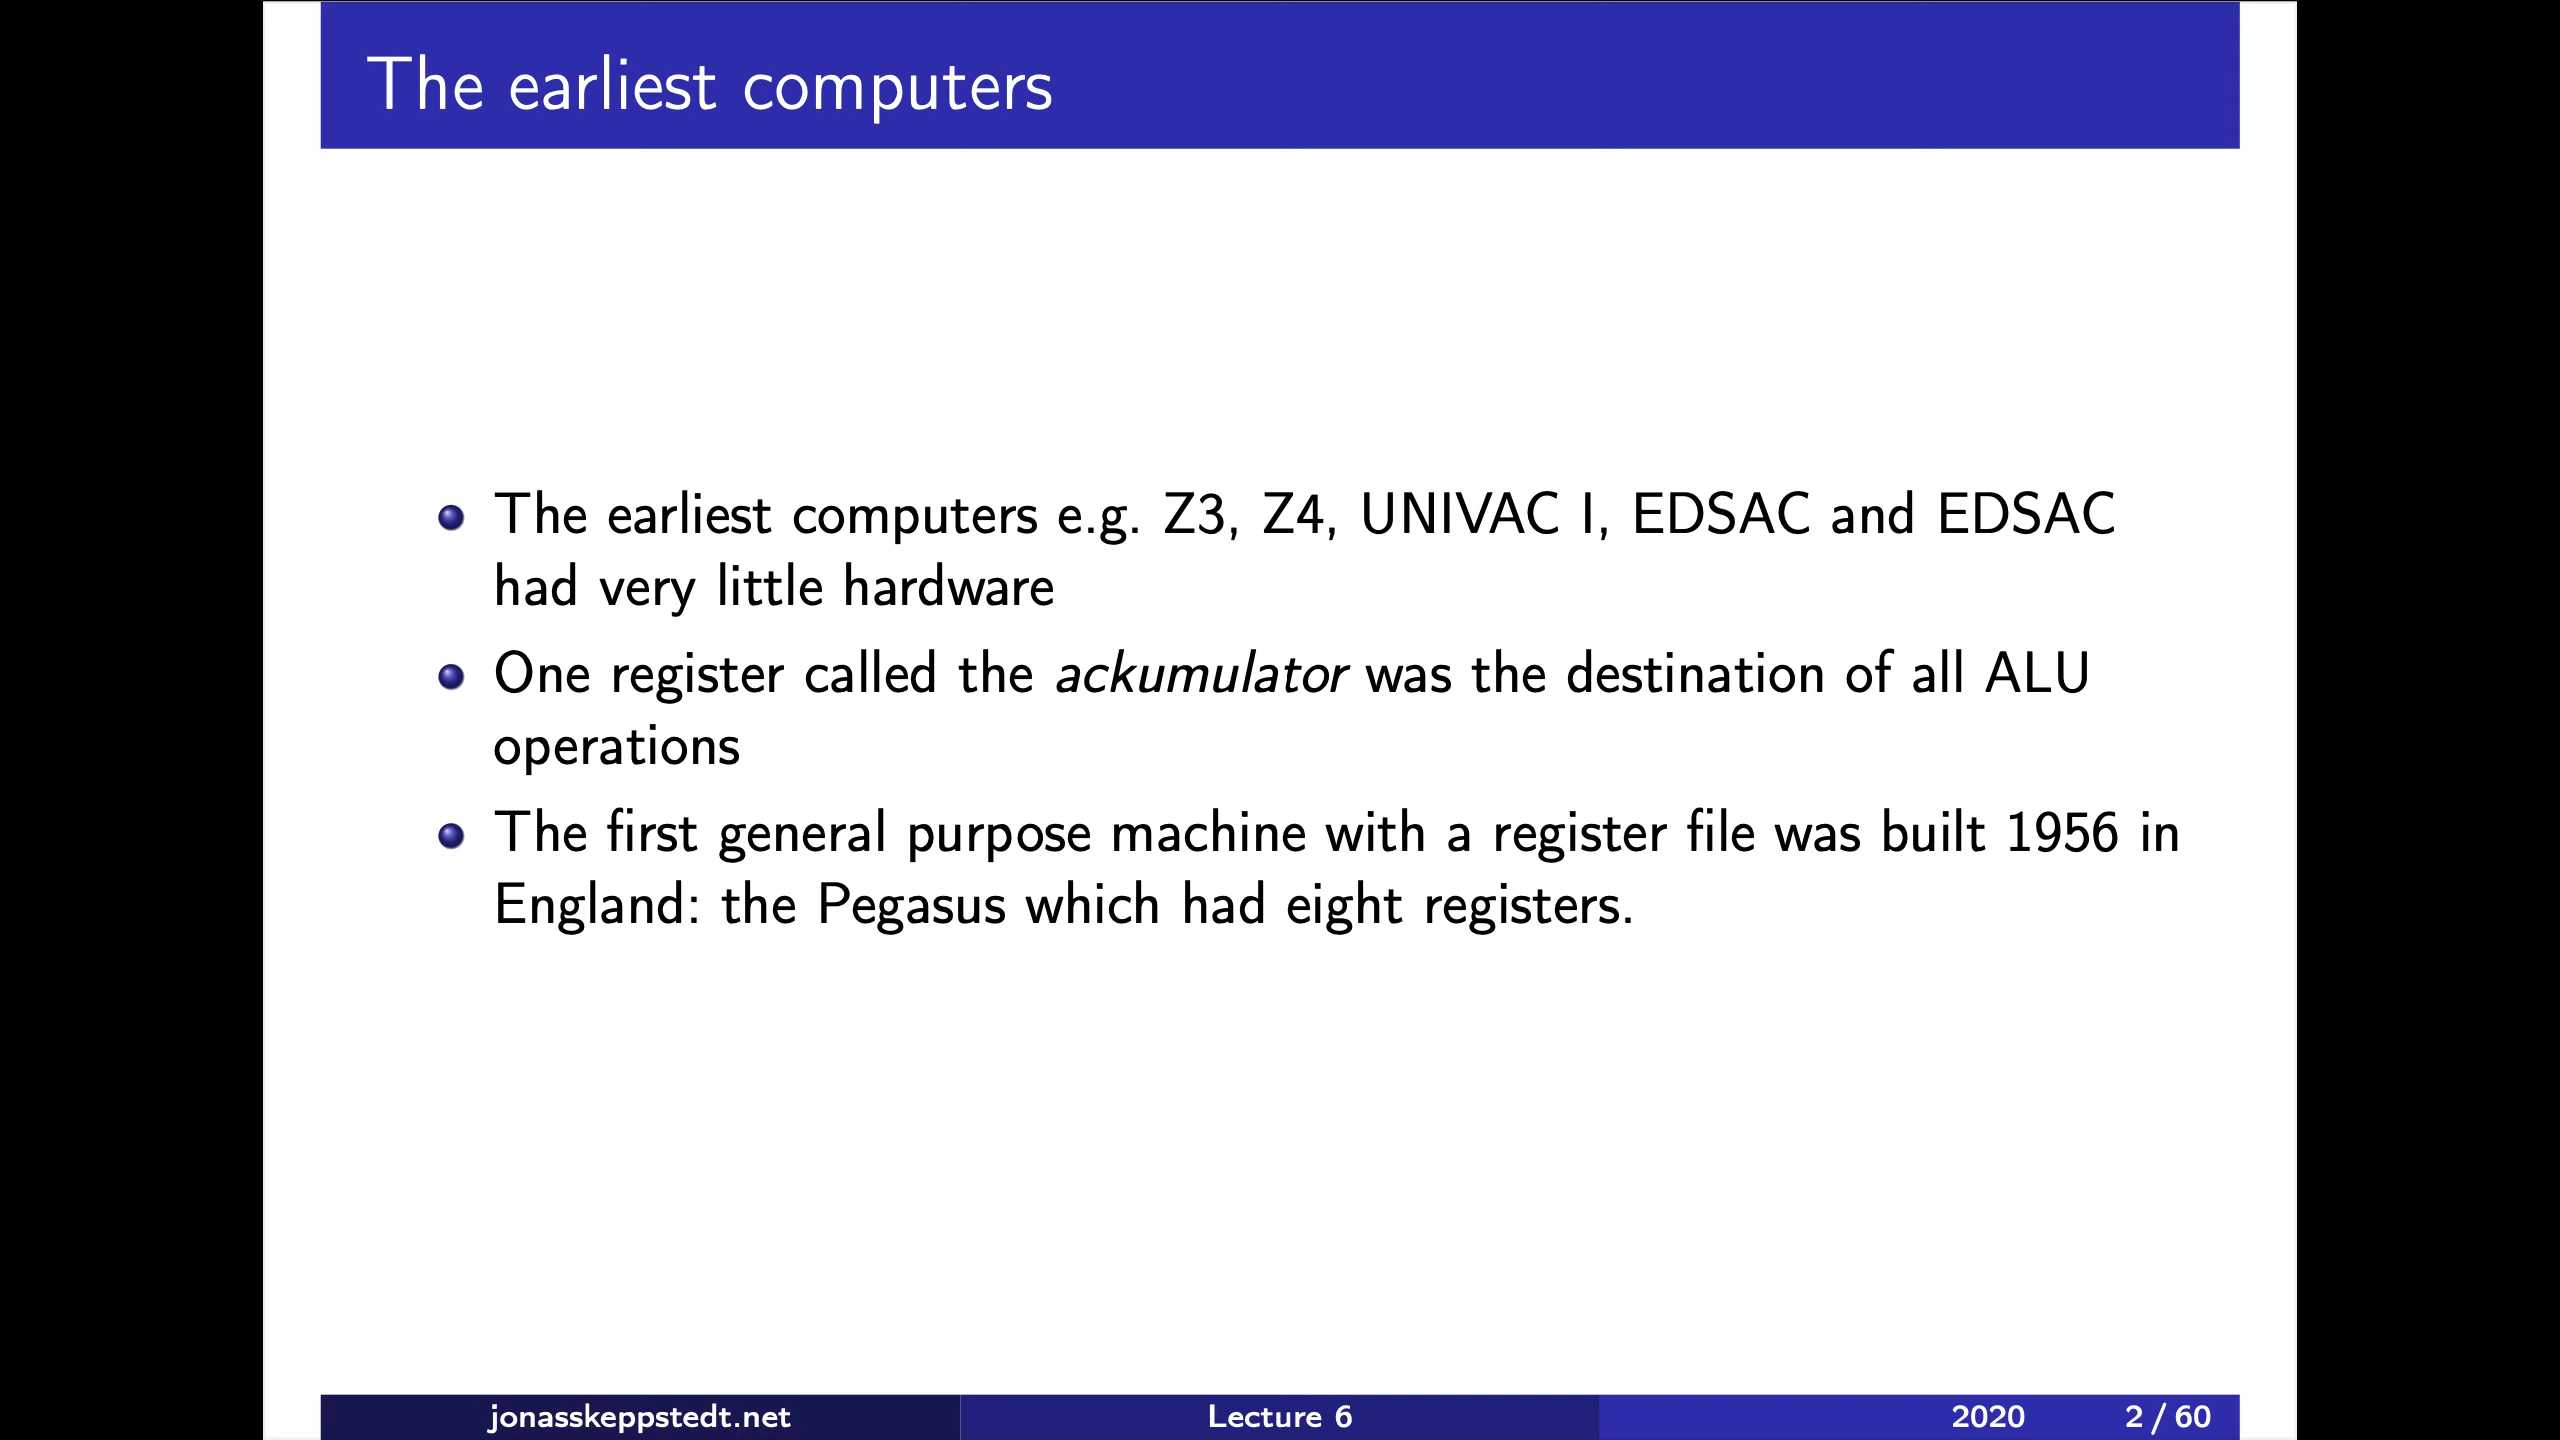 The earliest computers
The earliest computers e.g. Z3, Z4, UNIVAC I, EDSAC and EDSAC
had very little hardware
One register called the ackumulator was the destination of all ALU
operations
The first general purpose machine with a register file was built 1956 in
England: the Pegasus which had eight registers.
jonasskeppstedt.net Lecture 6 2020 2 / 60